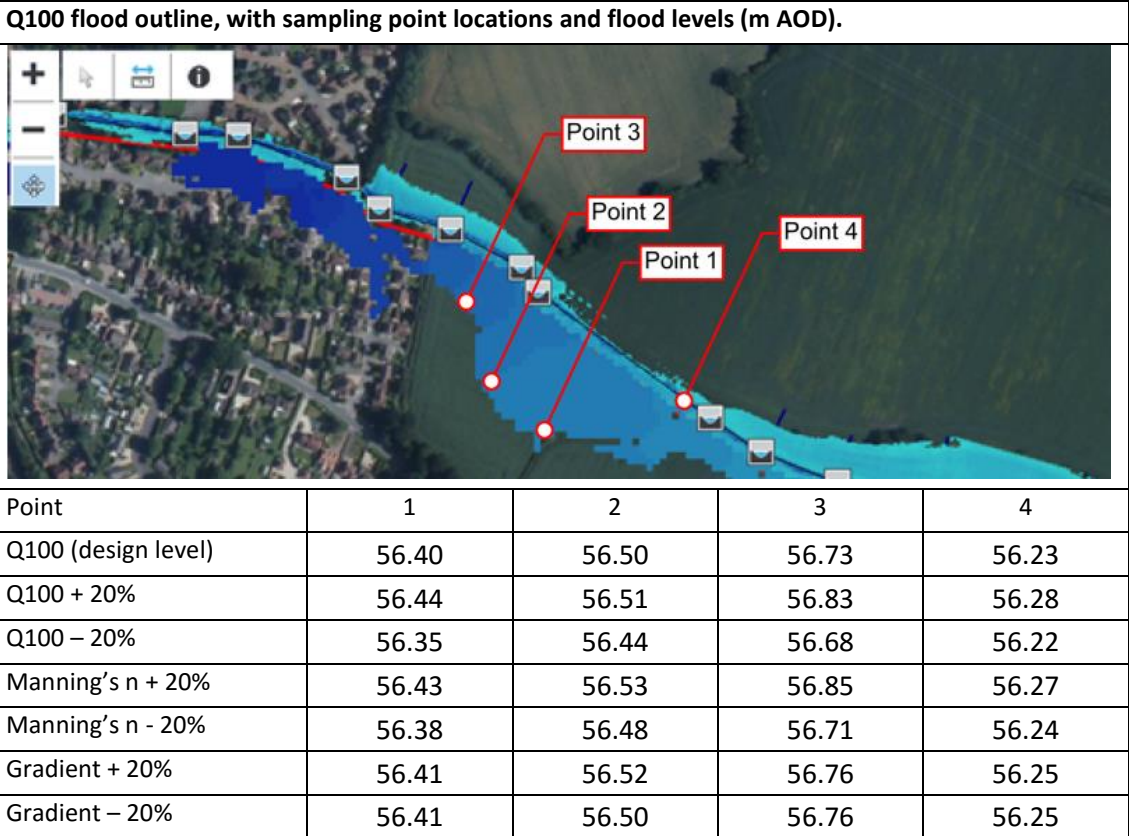 Q100 flood outline, with sampling point locations and flood levels (m AOD).
Point 3
Point 2
Point 4
Point 1
Point 1 2 3 4
Q100 (design level) 56.40 56.50 56.73 56.23
Q100 + 20% 56.44 56.51 56.83 56.28
Q100 – 20% 56.35 56.44 56.68 56.22
Manning’s n + 20% 56.43 56.53 56.85 56.27
Manning’s n - 20% 56.38 56.48 56.71 56.24
Gradient + 20% 56.41 56.52 56.76 56.25
Gradient – 20% 56.41 56.50 56.76 56.25